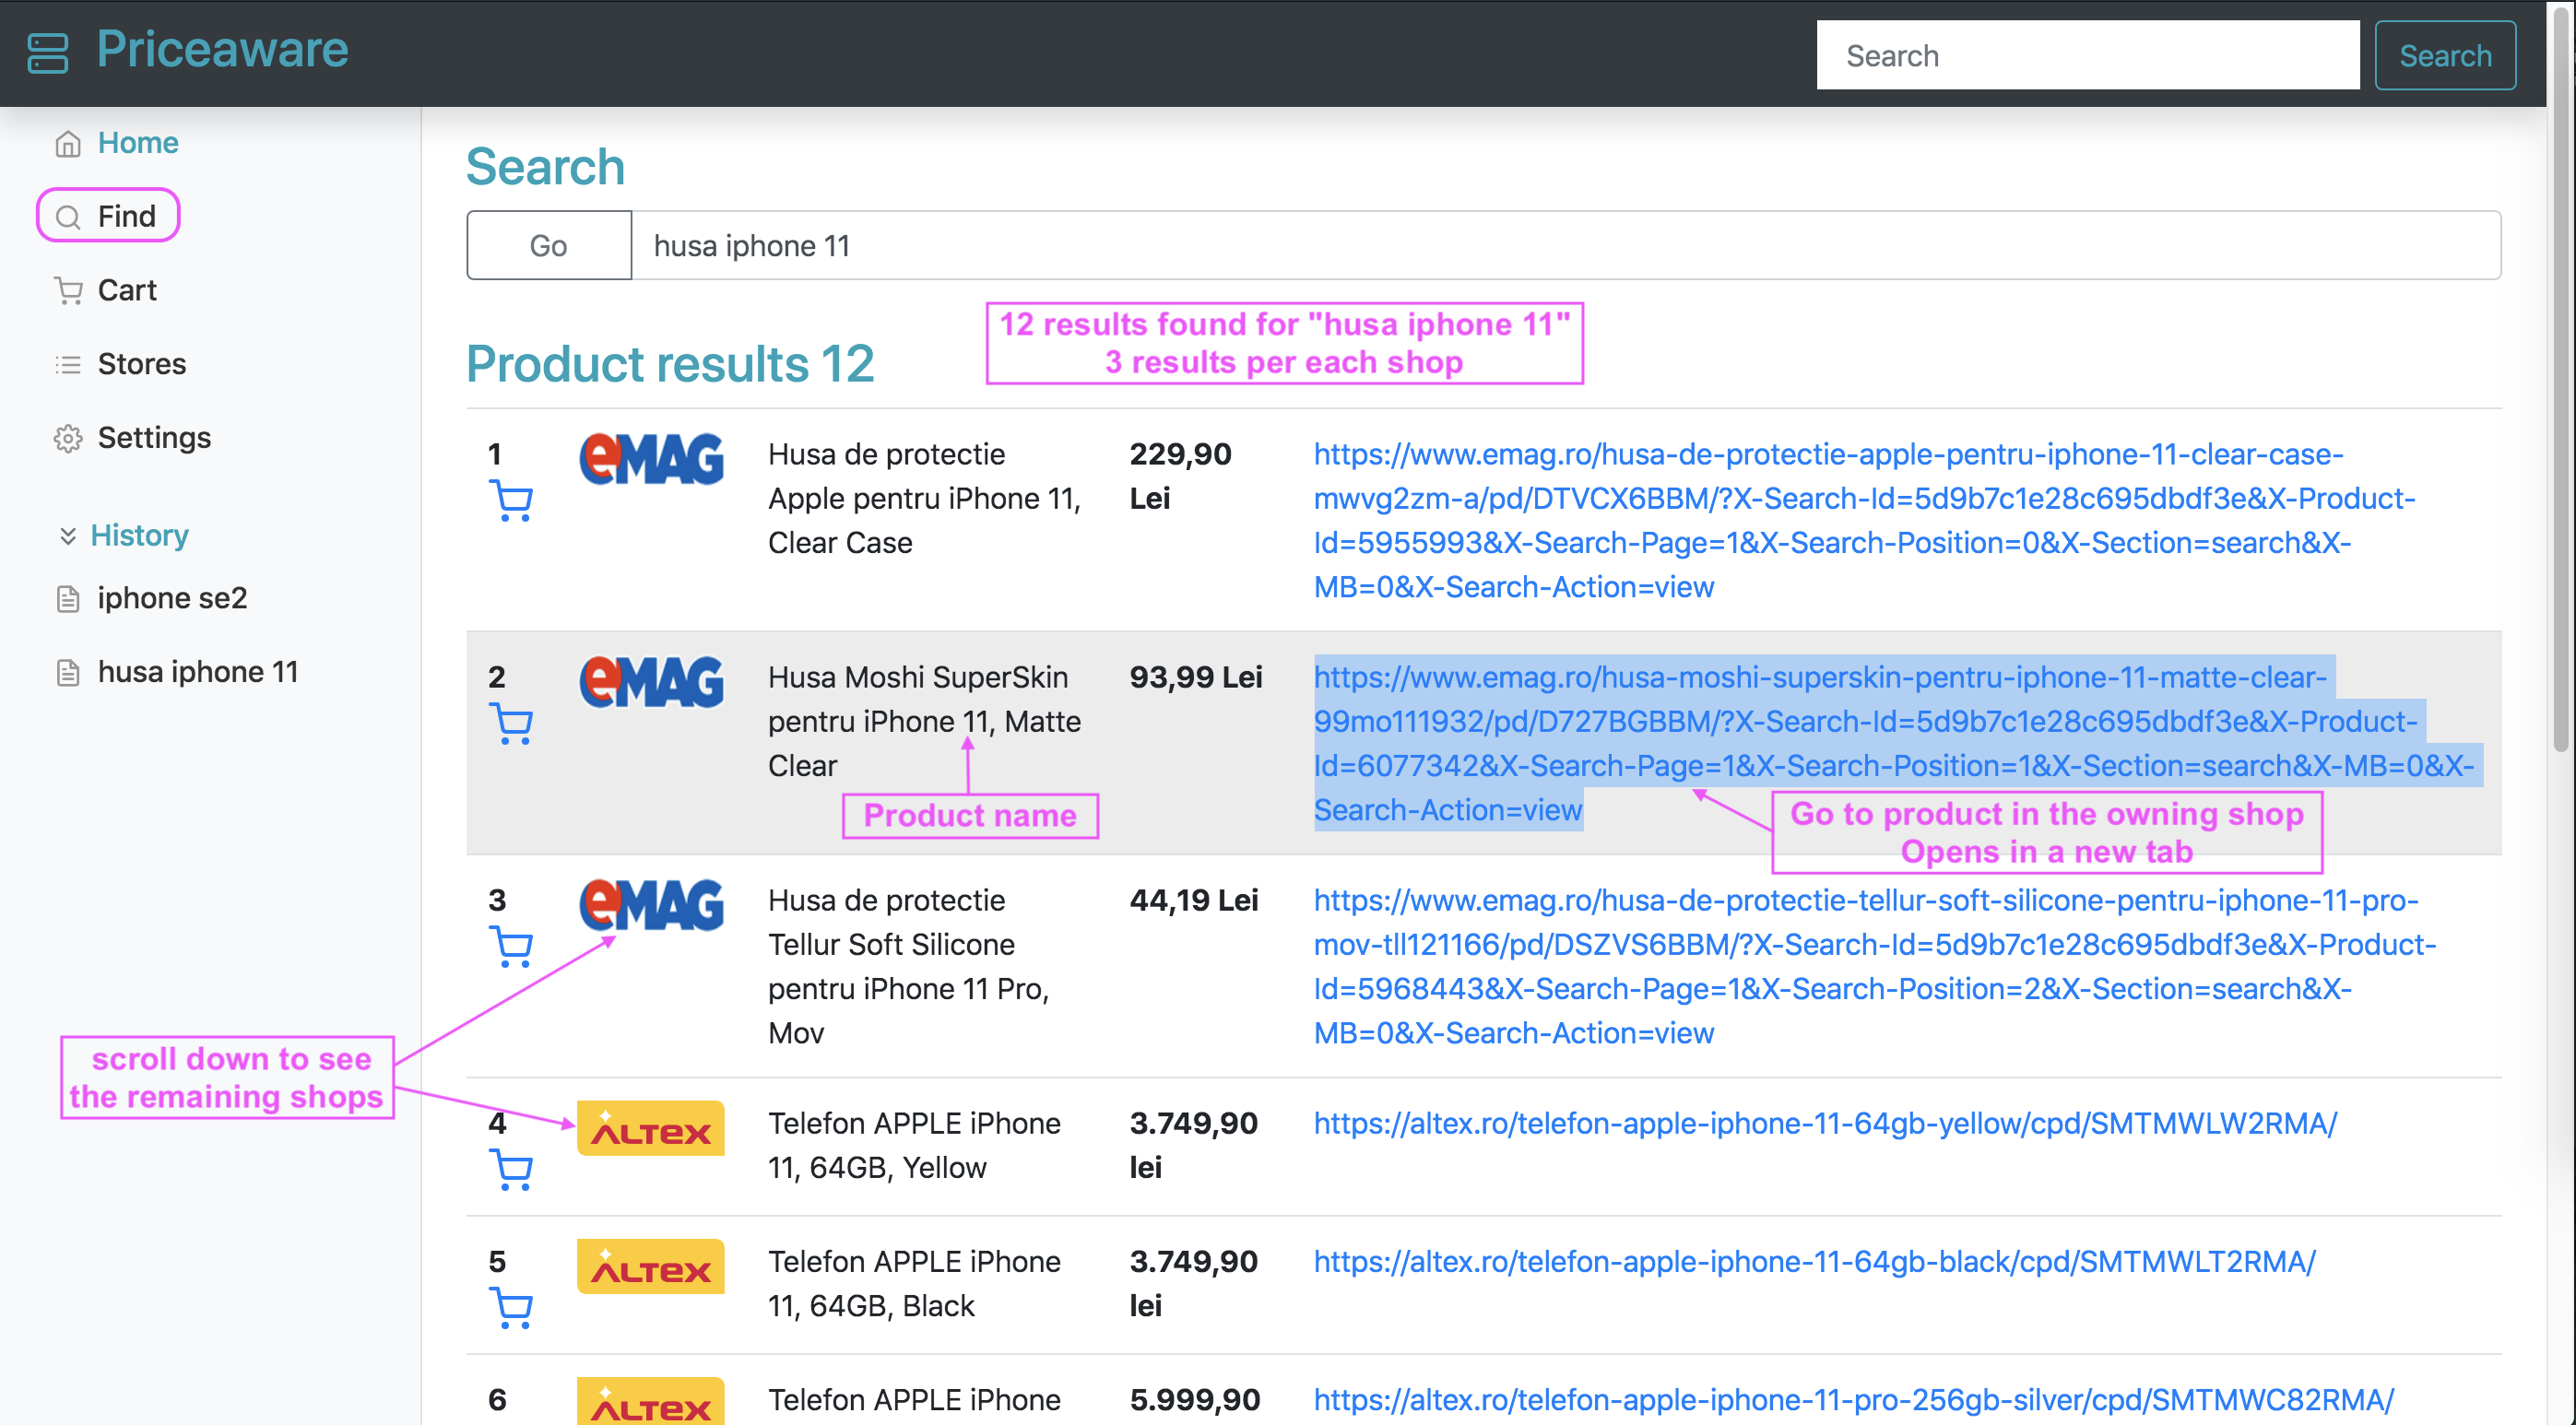 Priceaware
Search
Search
Home
Find
Cart
Stores
Settings
History
iphone se2
husa iphone 11
Search
Go
husa iphone 11
Product results 12
12 results found for "husa iphone 11"
3 results per each shop
1
eMAG
Husa de protectie
Apple pentru iPhone 11,
Clear Case
229,90
Lei
https://www.emag.ro/husa-de-protectie-apple-pentru-iphone-11-clear-case-
mwvg2zm-a/pd/DTVCX6BBM/?X-Search-Id=5d9b7c1e28c695dbdf3e&X-Product-
Id=5955993&X-Search-Page=1&X-Search-Position=0&X-Section=search&X-
MB=0&X-Search-Action=view
2
eMAG
Husa Moshi SuperSkin
pentru iPhone 11, Matte
Clear
93,99 Lei
https://www.emag.ro/husa-moshi-superskin-pentru-iphone-11-matte-clear-
99mo111932/pd/D727BGBBM/?X-Search-Id=5d9b7c1e28c695dbdf3e&X-Product-
Id=6077342&X-Search-Page=1&X-Search-Position=1&X-Section=search&X-MB=0&X-
Search-Action=view
Product name
Go to product in the owning shop
Opens in a new tab
3
eMAG
Husa de protectie
Tellur Soft Silicone
pentru iPhone 11 Pro,
Mov
44,19 Lei
https://www.emag.ro/husa-de-protectie-tellur-soft-silicone-pentru-iphone-11-pro-
mov-tll121166/pd/DSZVS6BBM/?X-Search-Id=5d9b7c1e28c695dbdf3e&X-Product-
Id=5968443&X-Search-Page=1&X-Search-Position=2&X-Section=search&X-
MB=0&X-Search-Action=view
scroll down to see
the remaining shops
4
ALTEX
Telefon APPLE iPhone
11, 64GB, Yellow
3.749,90
lei
https://altex.ro/telefon-apple-iphone-11-64gb-yellow/cpd/SMTMWLW2RMA/
5
ALTEX
Telefon APPLE iPhone
11, 64GB, Black
3.749,90
lei
https://altex.ro/telefon-apple-iphone-11-64gb-black/cpd/SMTMWLT2RMA/
6
ALTEX
Telefon APPLE iPhone
5.999,90
https://altex.ro/telefon-apple-iphone-11-pro-256gb-silver/cpd/SMTMWC82RMA/